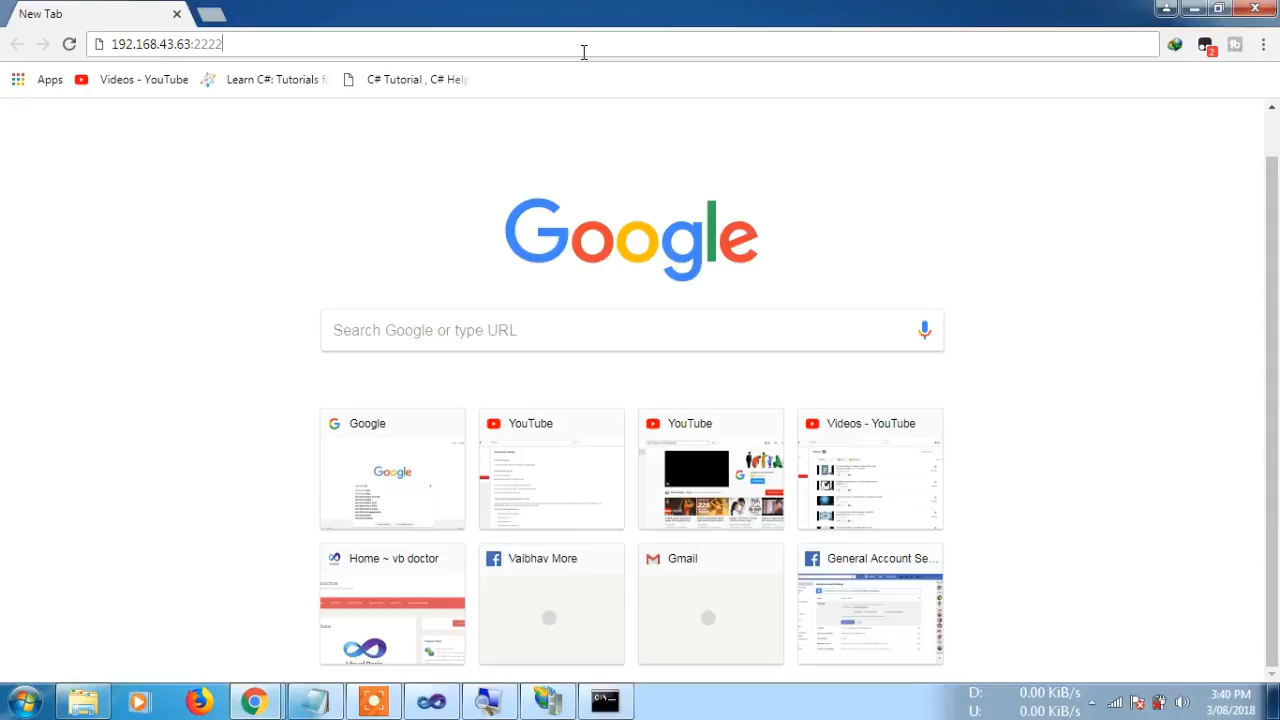 New Tab
192.168.43.63:2222
2
Apps
Videos - YouTube
Learn C#: Tutorials f
C# Tutorial , C# Help
Google
Search Google or type URL
Google
YouTube
YouTube
Videos - YouTube
Google
Home ~ vb doctor
Vaibhav More
Gmail
General Account Se...
D: 0.00 KiB/s
U: 0.00 KiB/s
3:40 PM
3/08/2018